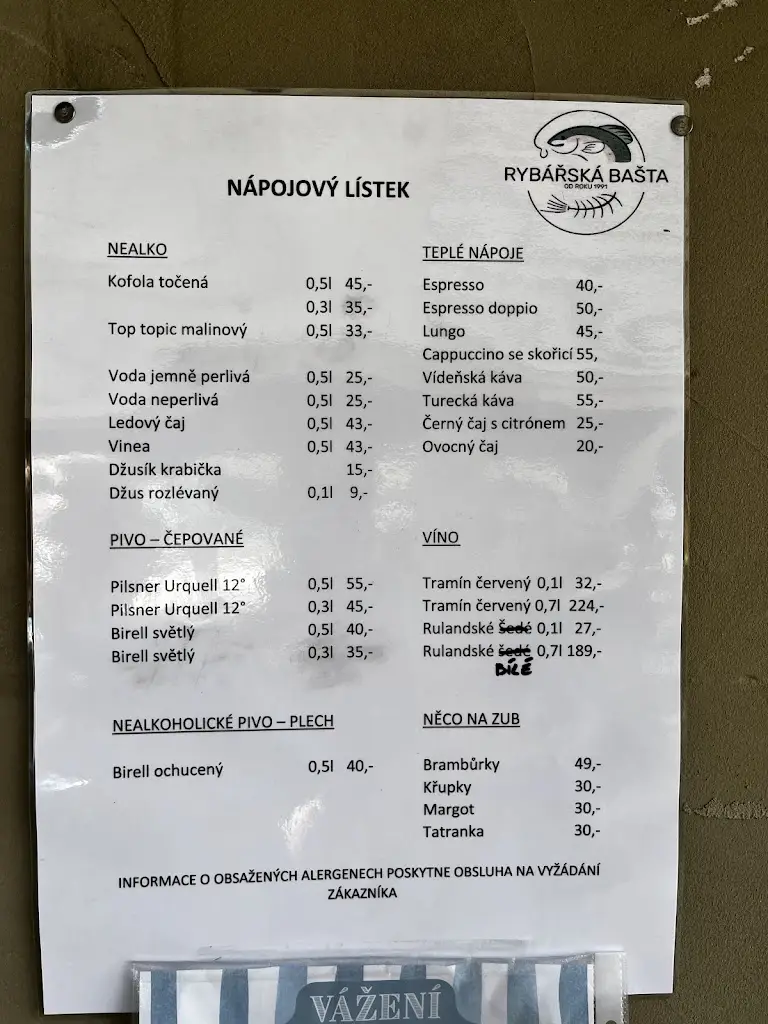 RYBÁŘSKÁ BAŠTA
OD ROKU 1991
NÁPOJOVÝ LÍSTEK
NEALKO
Kofola točená 0,5l 45,-
0,3l 35,-
Top topic malinový 0,5l 33,-
Voda jemně perlivá 0,5l 25,-
Voda neperlivá 0,5l 25,-
Ledový čaj 0,5l 43,-
Vinea 0,5l 43,-
Džusík krabička 15,-
Džus rozlévaný 0,1l 9,-
PIVO – ČEPOVANÉ
Pilsner Urquell 12° 0,5l 55,-
Pilsner Urquell 12° 0,3l 45,-
Birell světlý 0,5l 40,-
Birell světlý 0,3l 35,-
NEALKOHOLICKÉ PIVO – PLECH
Birell ochucený 0,5l 40,-
TEPLÉ NÁPOJE
Espresso 40,-
Espresso doppio 50,-
Lungo 45,-
Cappuccino se skořicí 55,
Vídeňská káva 50,-
Turecká káva 55,-
Černý čaj s citrónem 25,-
Ovocný čaj 20,-
VÍNO
Tramín červený 0,1l 32,-
Tramín červený 0,7l 224,-
Rulandské Šedé 0,1l 27,-
Rulandské šedé 0,7l 189,-
BÍLÉ
NĚCO NA ZUB
Brambůrky 49,-
Křupky 30,-
Margot 30,-
Tatranka 30,-
INFORMACE O OBSAŽENÝCH ALERGENECH POSKYTNE OBSLUHA NA VYŽÁDÁNÍ
ZÁKAZNÍKA
VÁŽENÍ